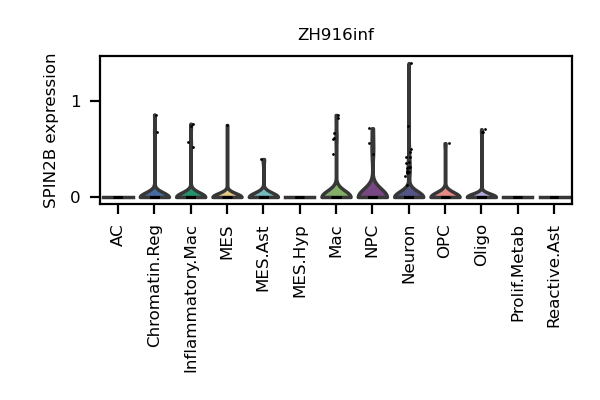 ZH916inf
SPIN2B expression
1
0
AC
Chromatin.Reg
Inflammatory.Mac
MES
MES.Ast
MES.Hyp
Mac
NPC
Neuron
OPC
Oligo
Prolif.Metab
Reactive.Ast